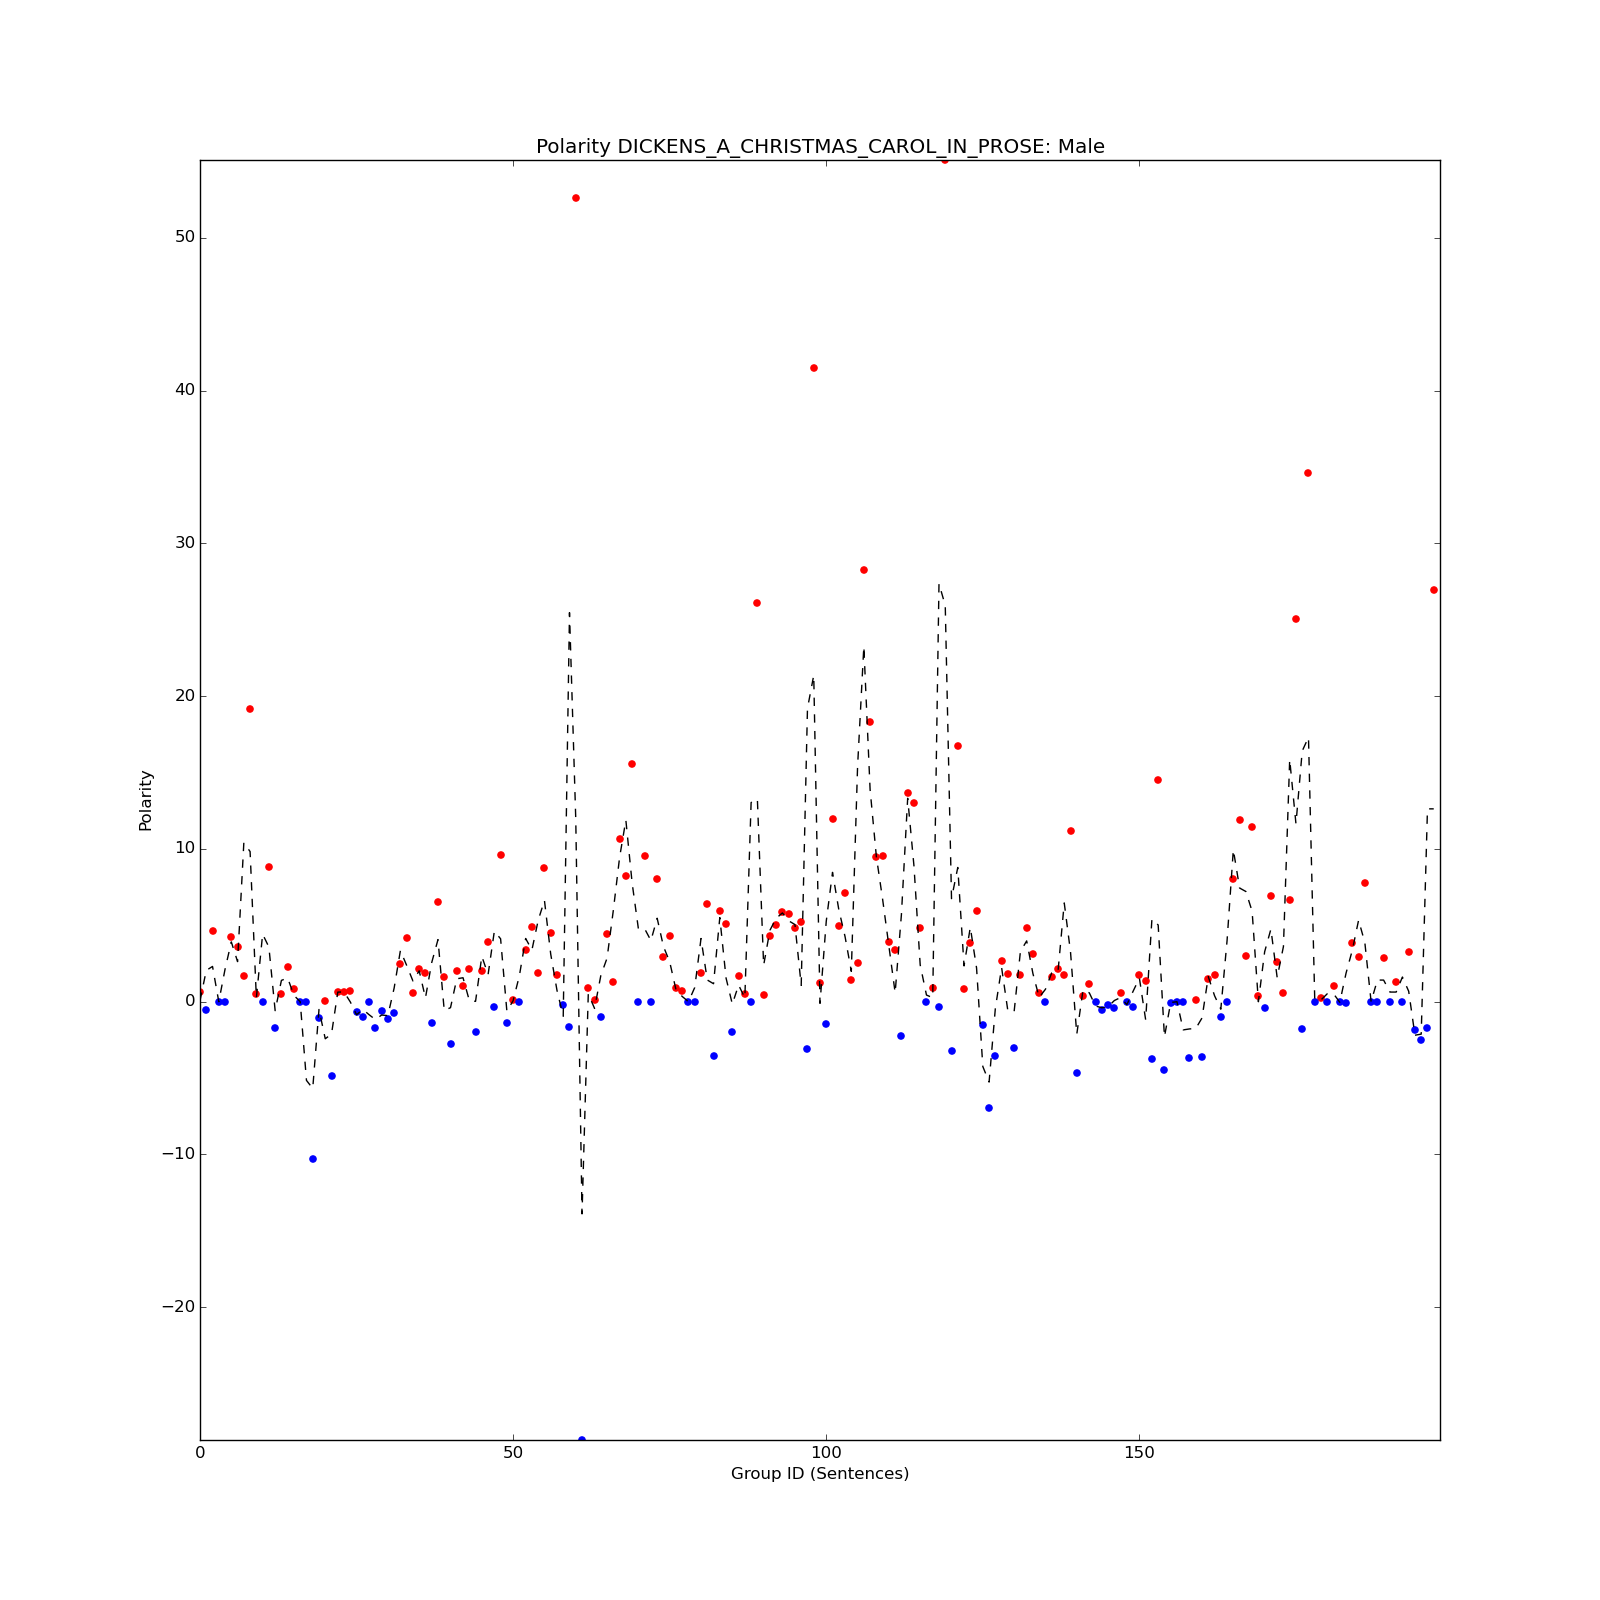 Polarity DICKENS_A_CHRISTMAS_CAROL_IN_PROSE: Male
50
40
30
20
10
0
−10
−20
Polarity
0 50 100 150
Group ID (Sentences)